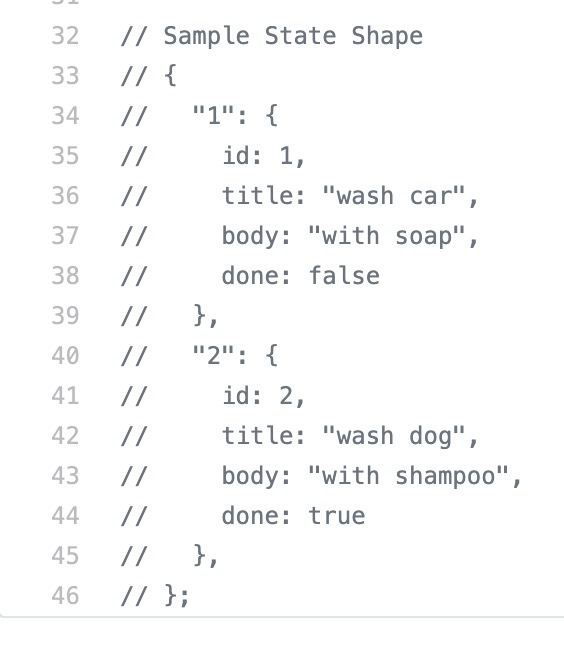 32 // Sample State Shape
33 // {
34 //   "1": {
35 //     id: 1,
36 //     title: "wash car",
37 //     body: "with soap",
38 //     done: false
39 //   },
40 //   "2": {
41 //     id: 2,
42 //     title: "wash dog",
43 //     body: "with shampoo",
44 //     done: true
45 //   },
46 // };